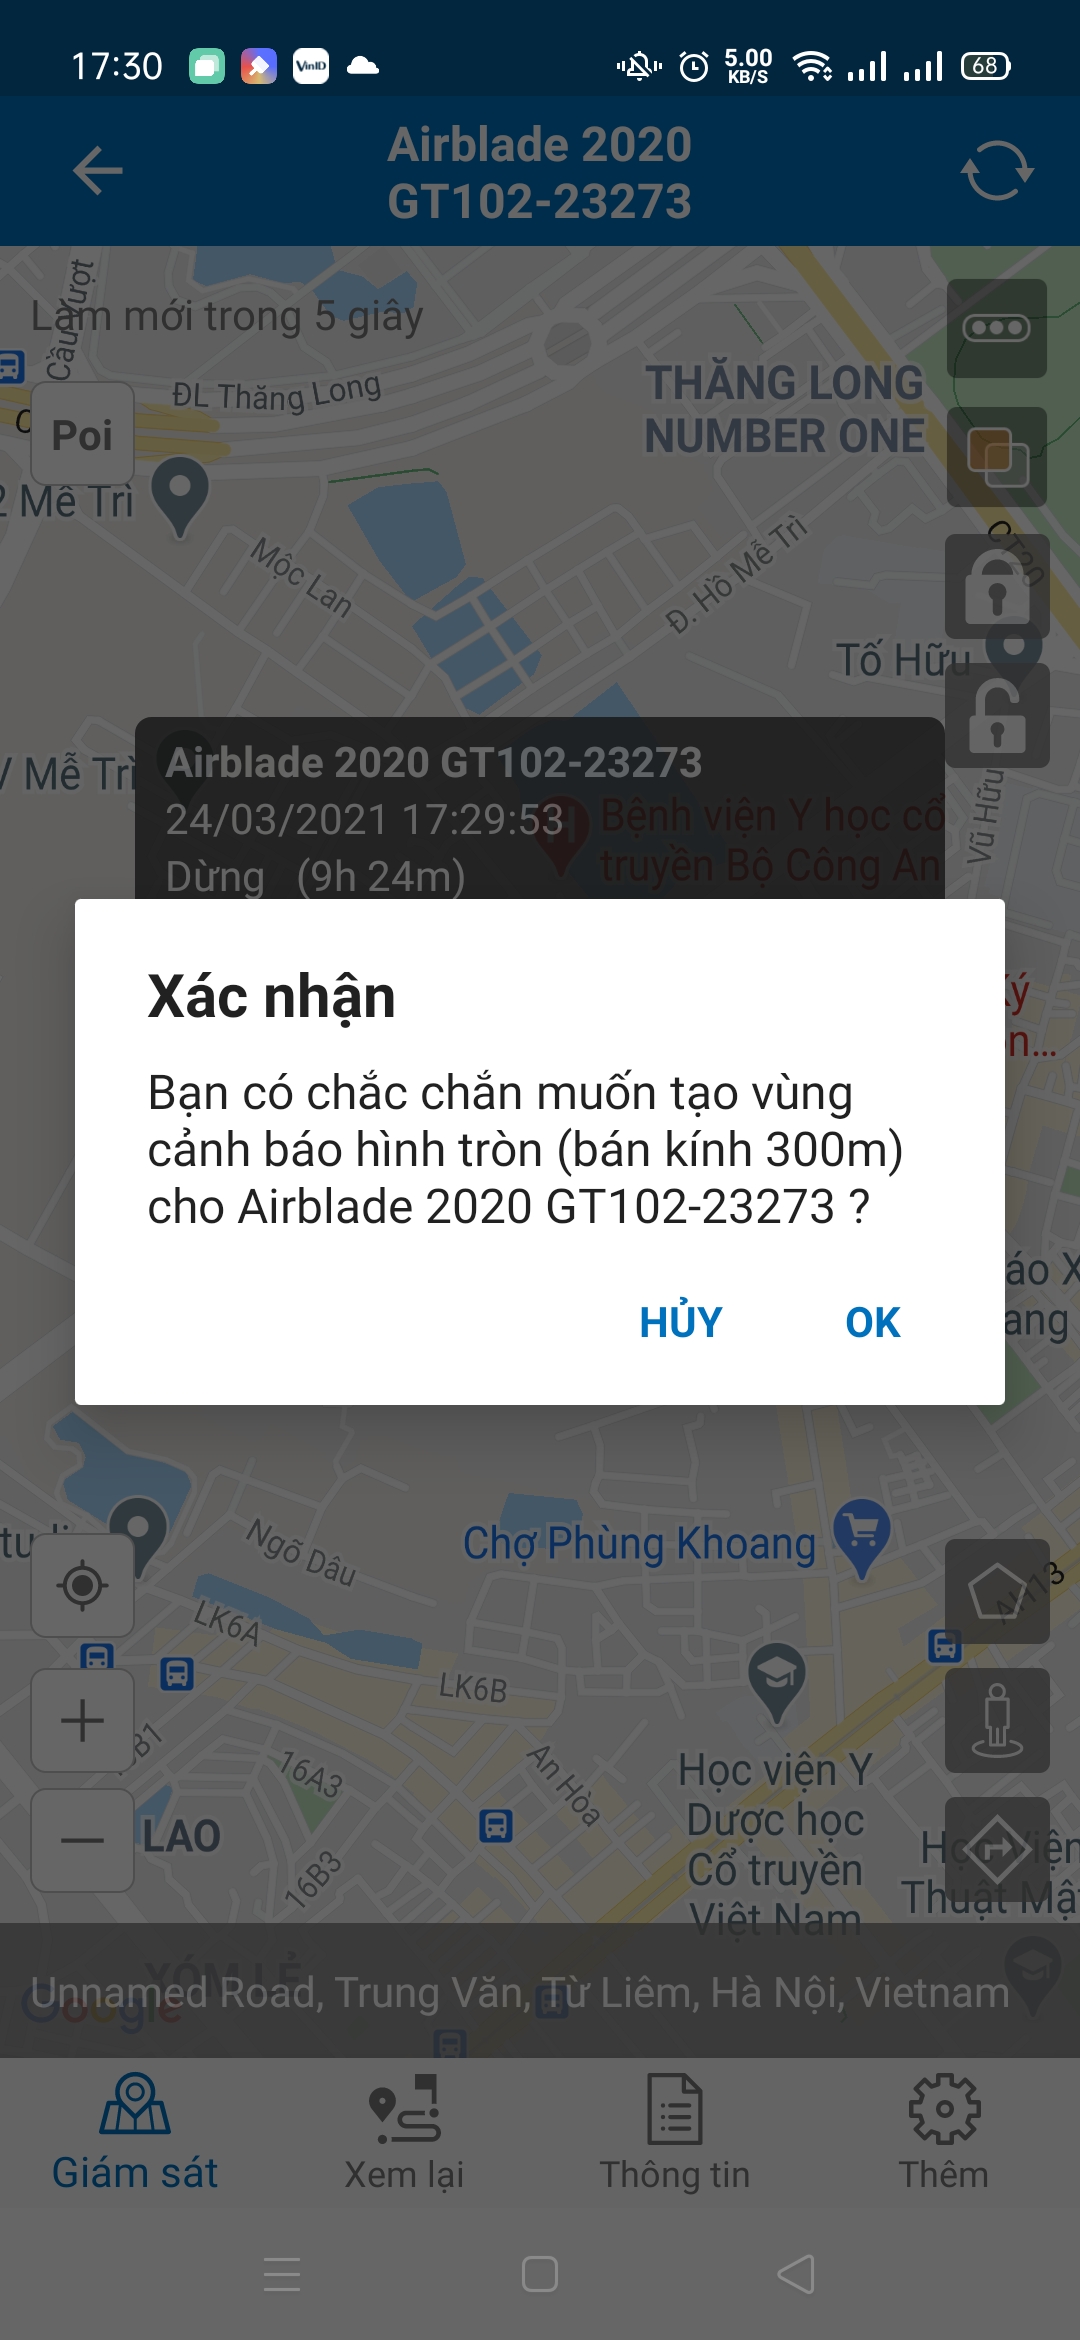 17:30
VinID
5.00
KB/S
68
Airblade 2020
GT102-23273
Làm mới trong 5 giây
Cầu Vượt
ĐL Thăng Long
THĂNG LONG
NUMBER ONE
Poi
2 Mễ Trì
CT20
Mộc Lan
Đ. Hồ Mễ Trì
Tố Hữu
Mễ Trì
Vũ Hữu
Airblade 2020 GT102-23273
24/03/2021 17:29:53
Dừng (9h 24m)
Bệnh viện Y học cổ
truyền Bộ Công An
Xác nhận
Bạn có chắc chắn muốn tạo vùng
cảnh báo hình tròn (bán kính 300m)
cho Airblade 2020 GT102-23273 ?
HỦY
OK
Chợ Phùng Khoang
Ngõ Dâu
LK6A
LK6B
AH13
16A3
An Hòa
B1
LAO
16B3
Học viện Y
Dược học
Cổ truyền
Việt Nam
XÓM LẺ
Google
Unnamed Road, Trung Văn, Từ Liêm, Hà Nội, Vietnam
Giám sát
Xem lại
Thông tin
Thêm